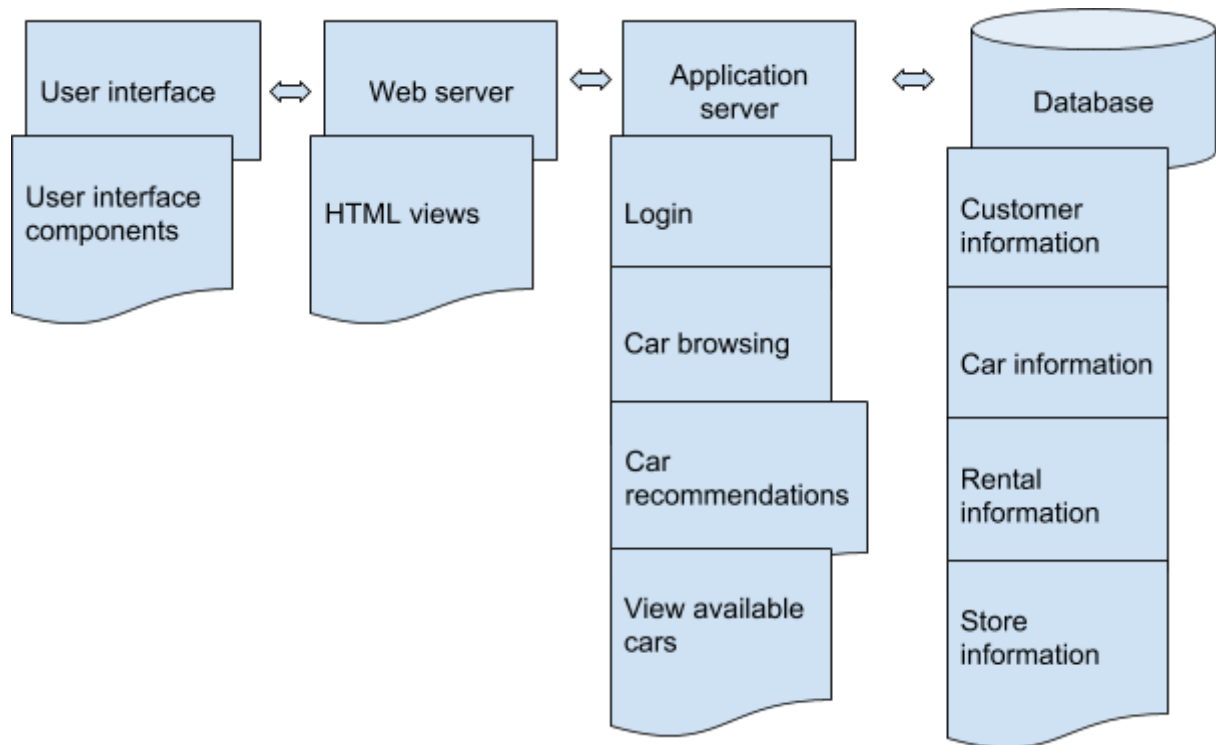 User interface
Web server
Application
server
Database
User interface
components
HTML views
Login
Car browsing
Car
recommendations
View available
cars
Customer
information
Car information
Rental
information
Store
information